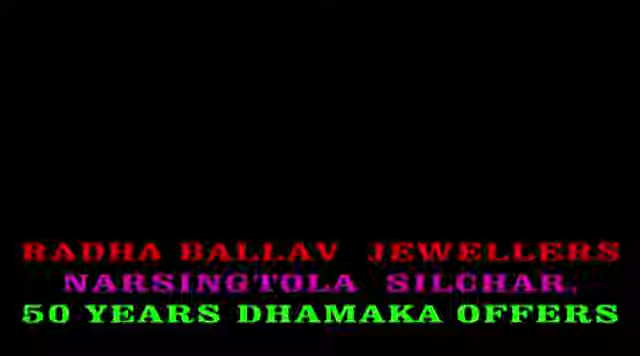 RADHA BALLAV JEWELLERS
NARSINGTOLA SILCHAR,
50 YEARS DHAMAKA OFFERS